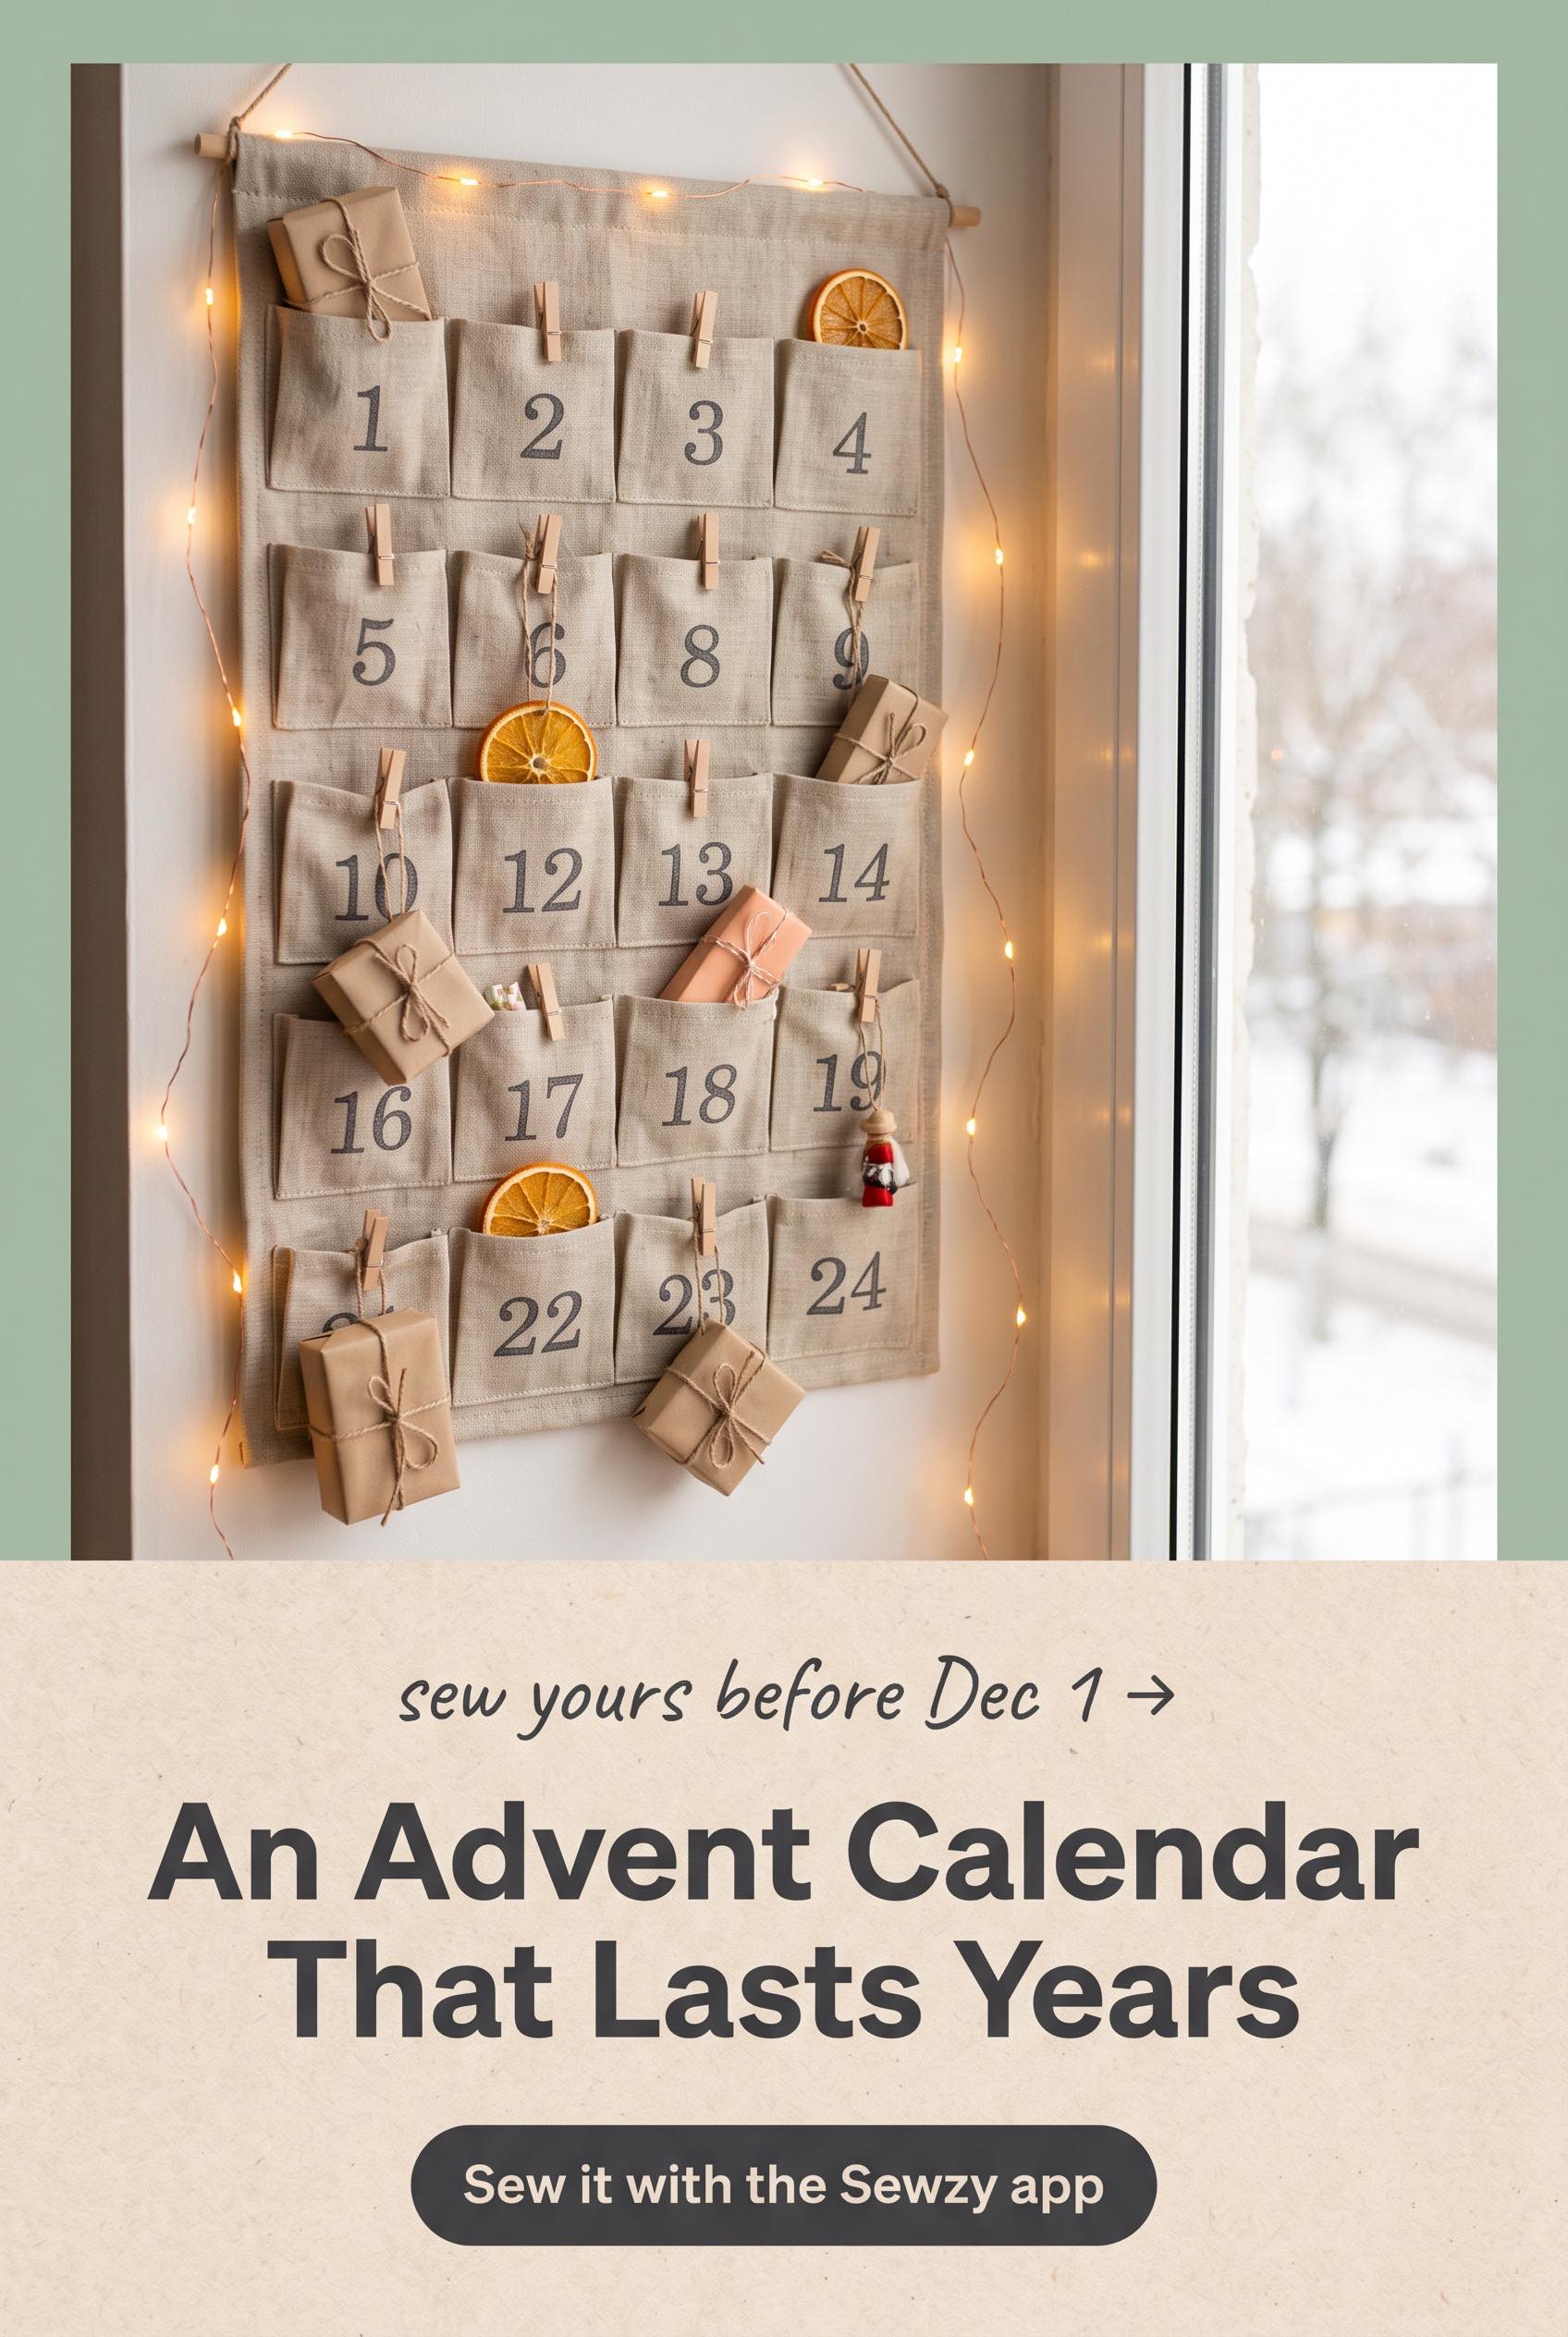 1 2 3 4
5 6 8 9
10 12 13 14
16 17 18 19
22 23 24
sew yours before Dec 1 →
An Advent Calendar
That Lasts Years
Sew it with the Sewzy app